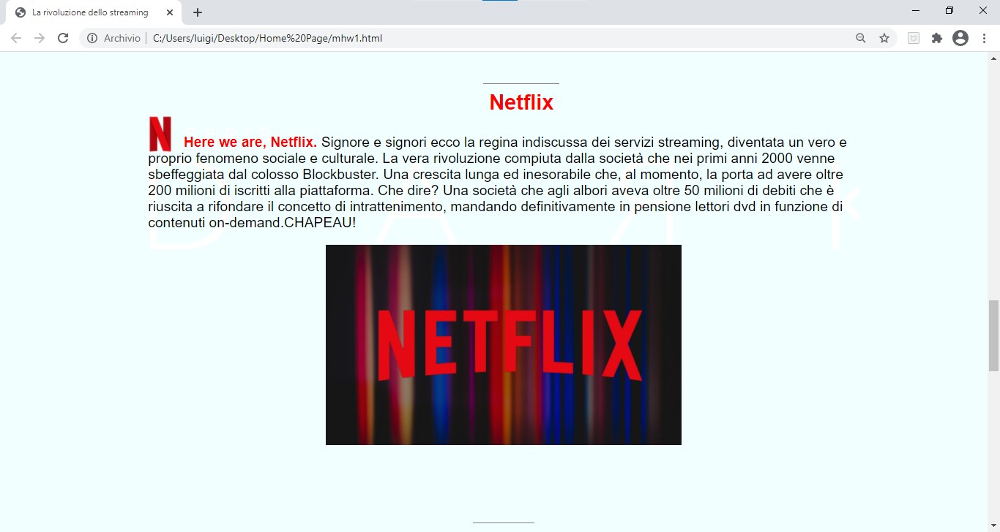 La rivoluzione dello streaming
Archivio | C:/Users/luigi/Desktop/Home%20Page/mhw1.html
Netflix
N Here we are, Netflix. Signore e signori ecco la regina indiscussa dei servizi streaming, diventata un vero e
proprio fenomeno sociale e culturale. La vera rivoluzione compiuta dalla società che nei primi anni 2000 venne
sbeffeggiata dal colosso Blockbuster. Una crescita lunga ed inesorabile che, al momento, la porta ad avere oltre
200 milioni di iscritti alla piattaforma. Che dire? Una società che agli albori aveva oltre 50 milioni di debiti che è
riuscita a rifondare il concetto di intrattenimento, mandando definitivamente in pensione lettori dvd in funzione di
contenuti on-demand.CHAPEAU!
NETFLIX